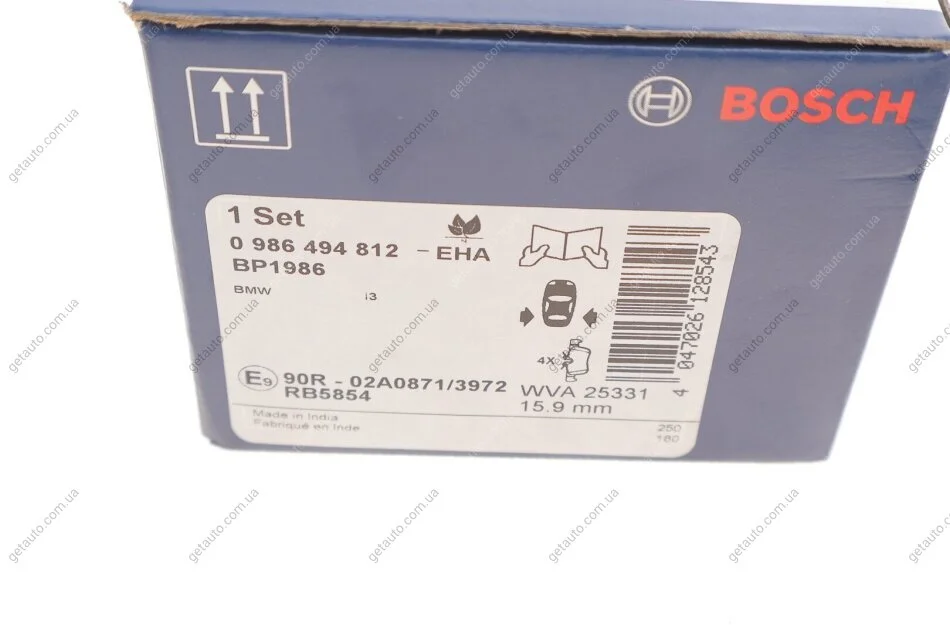 BOSCH
1 Set
0 986 494 812 - EHA
BP1986
BMW i3
4X
E9 90R - 02A0871/3972
RB5854
WVA 25331
15.9 mm
4 047026 128543
Made in India
Fabriqué en Inde
250
160
getauto.com.ua